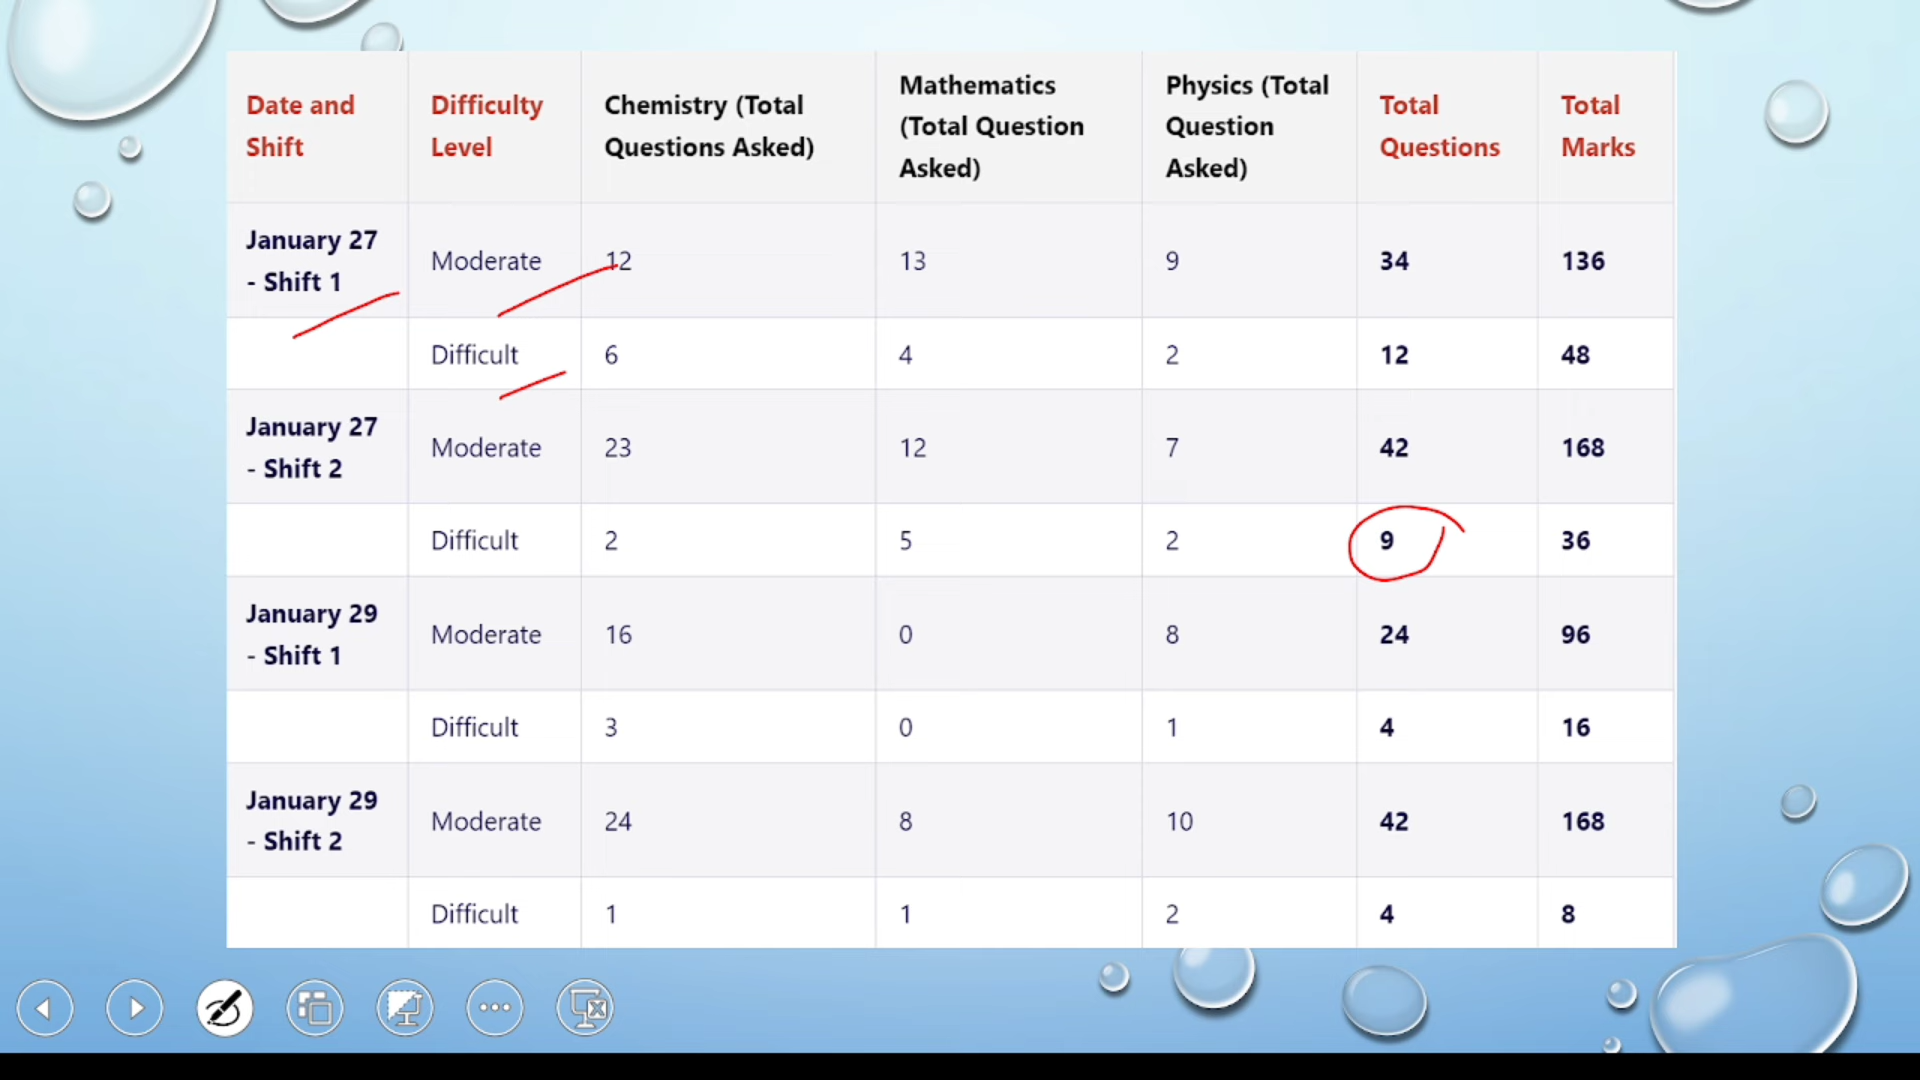 Date and Shift
Difficulty Level
Chemistry (Total Questions Asked)
Mathematics (Total Question Asked)
Physics (Total Question Asked)
Total Questions
Total Marks
January 27 - Shift 1
Moderate 12 13 9 34 136
Difficult 6 4 2 12 48
January 27 - Shift 2
Moderate 23 12 7 42 168
Difficult 2 5 2 9 36
January 29 - Shift 1
Moderate 16 0 8 24 96
Difficult 3 0 1 4 16
January 29 - Shift 2
Moderate 24 8 10 42 168
Difficult 1 1 2 4 8